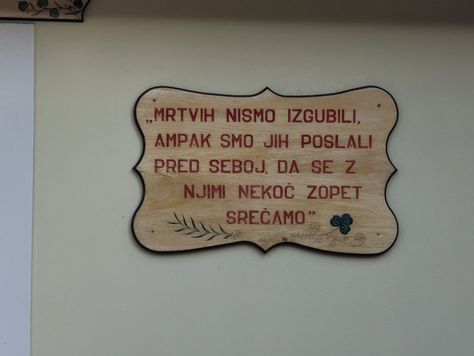 „MRTVIH NISMO IZGUBILI,
AMPAK SMO JIH POSLALI
PRED SEBOJ, DA SE Z
NJIMI NEKOČ ZOPET
SREČAMO”